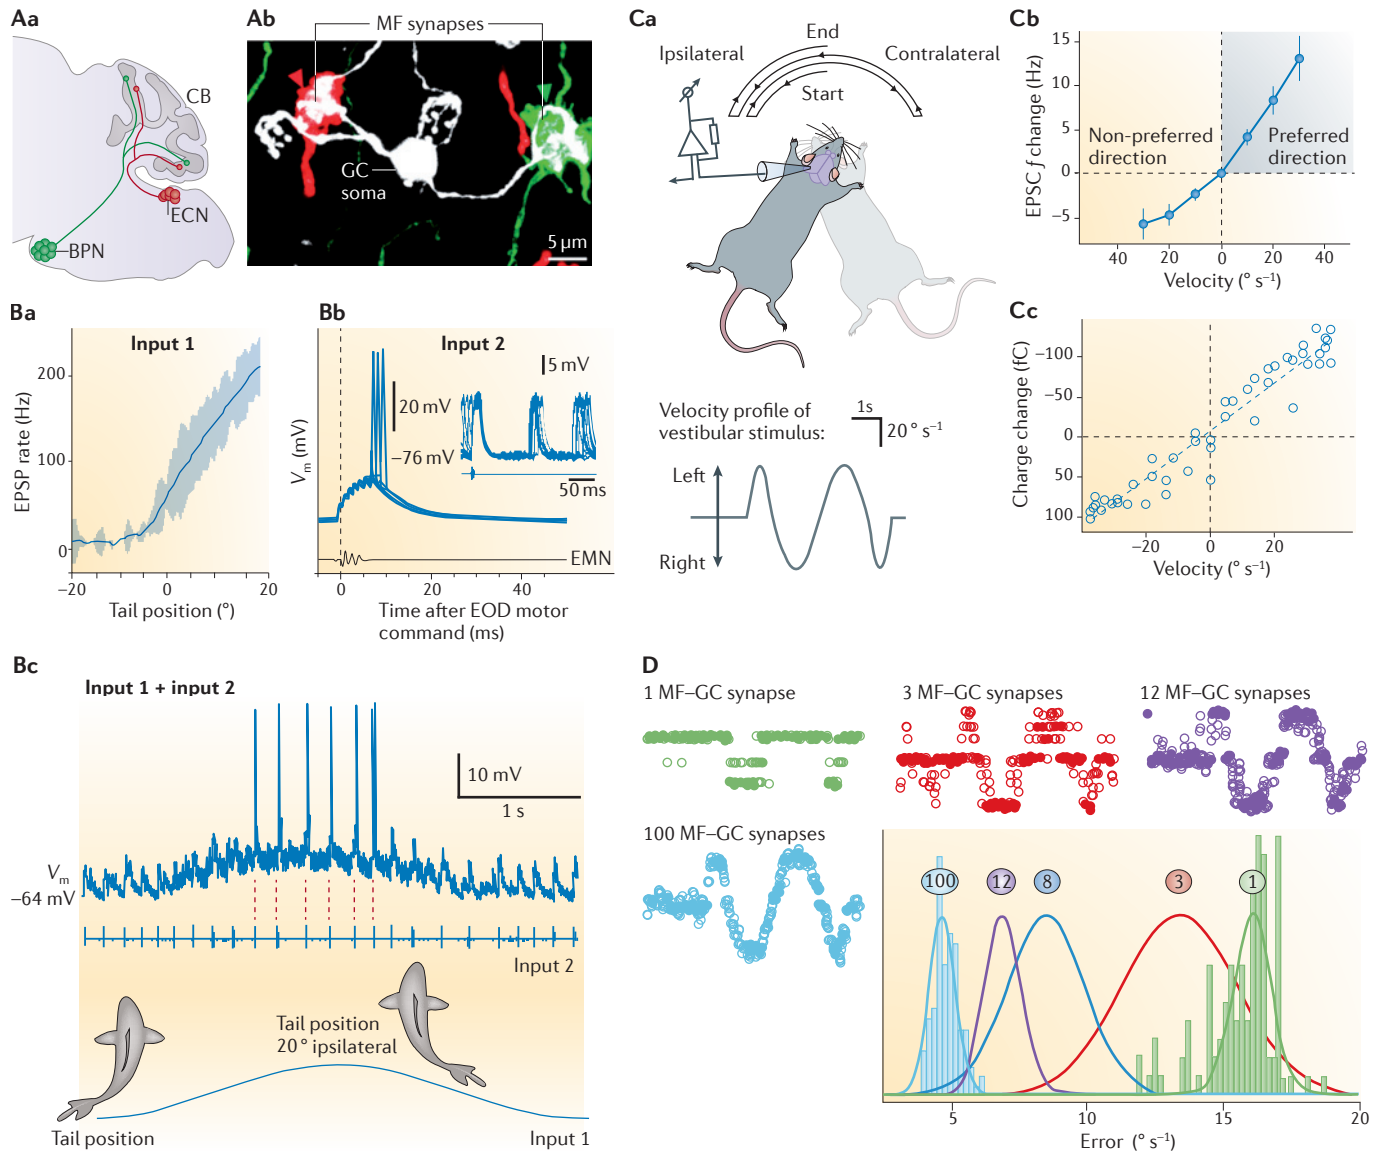 Aa
CB
ECN
BPN
Ab
MF synapses
GC
soma
5 µm
Ba
Input 1
EPSP rate (Hz)
200
100
0
−20
0
20
Tail position (°)
Bb
Input 2
5 mV
20 mV
−76 mV
50 ms
Vm (mV)
EMN
0
20
40
Time after EOD motor
command (ms)
Bc
Input 1 + input 2
10 mV
1 s
Vm
−64 mV
Input 2
Tail position
20° ipsilateral
Tail position
Input 1
Ca
End
Ipsilateral
Contralateral
Start
Velocity profile of
vestibular stimulus:
1s
20° s−1
Left
Right
Cb
EPSC f change (Hz)
15
10
5
0
−5
Non-preferred
direction
Preferred
direction
40
20
0
20
40
Velocity (° s−1)
Cc
Charge change (fC)
−100
−50
0
50
100
−20
0
20
Velocity (° s−1)
D
1 MF–GC synapse
3 MF–GC synapses
12 MF–GC synapses
100 MF–GC synapses
100
12
8
3
1
5
10
15
20
Error (° s−1)